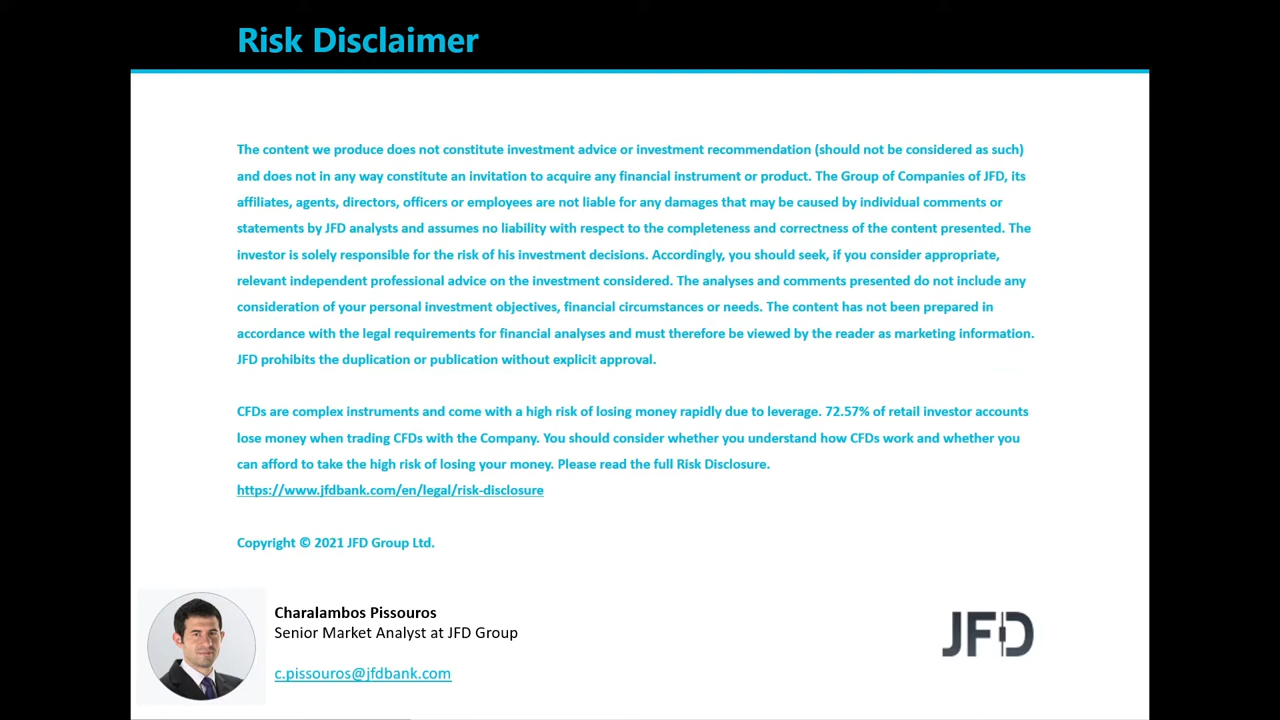 Risk Disclaimer
The content we produce does not constitute investment advice or investment recommendation (should not be considered as such)
and does not in any way constitute an invitation to acquire any financial instrument or product. The Group of Companies of JFD, its
affiliates, agents, directors, officers or employees are not liable for any damages that may be caused by individual comments or
statements by JFD analysts and assumes no liability with respect to the completeness and correctness of the content presented. The
investor is solely responsible for the risk of his investment decisions. Accordingly, you should seek, if you consider appropriate,
relevant independent professional advice on the investment considered. The analyses and comments presented do not include any
consideration of your personal investment objectives, financial circumstances or needs. The content has not been prepared in
accordance with the legal requirements for financial analyses and must therefore be viewed by the reader as marketing information.
JFD prohibits the duplication or publication without explicit approval.
CFDs are complex instruments and come with a high risk of losing money rapidly due to leverage. 72.57% of retail investor accounts
lose money when trading CFDs with the Company. You should consider whether you understand how CFDs work and whether you
can afford to take the high risk of losing your money. Please read the full Risk Disclosure.
https://www.jfdbank.com/en/legal/risk-disclosure
Copyright © 2021 JFD Group Ltd.
Charalambos Pissouros
Senior Market Analyst at JFD Group
c.pissouros@jfdbank.com
JFD